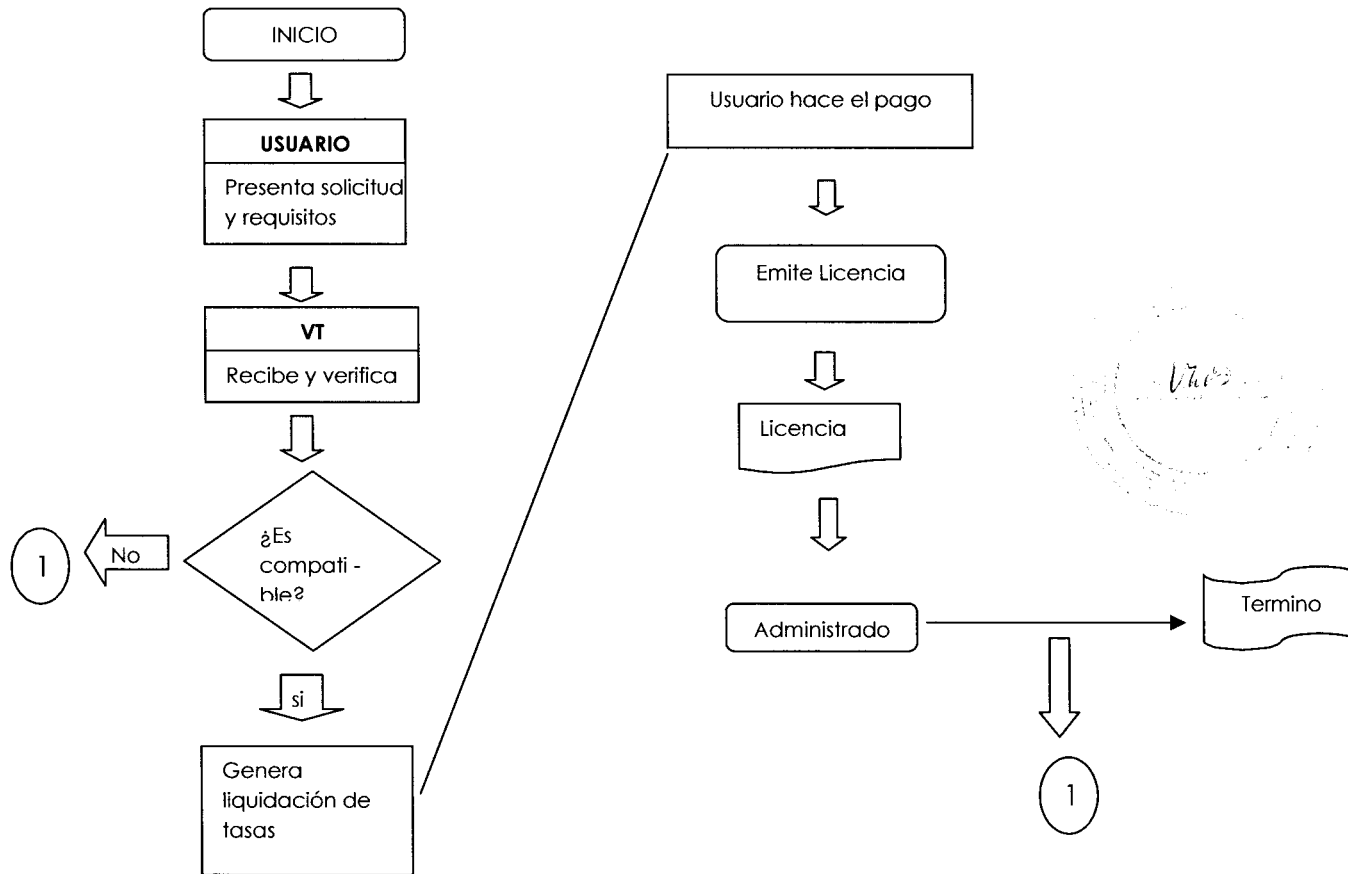 INICIO
USUARIO
Presenta solicitud
y requisitos
VT
Recibe y verifica
¿Es
compati -
ble?
No
1
si
Genera
liquidación de
tasas
Usuario hace el pago
Emite Licencia
Licencia
Administrado
Termino
1